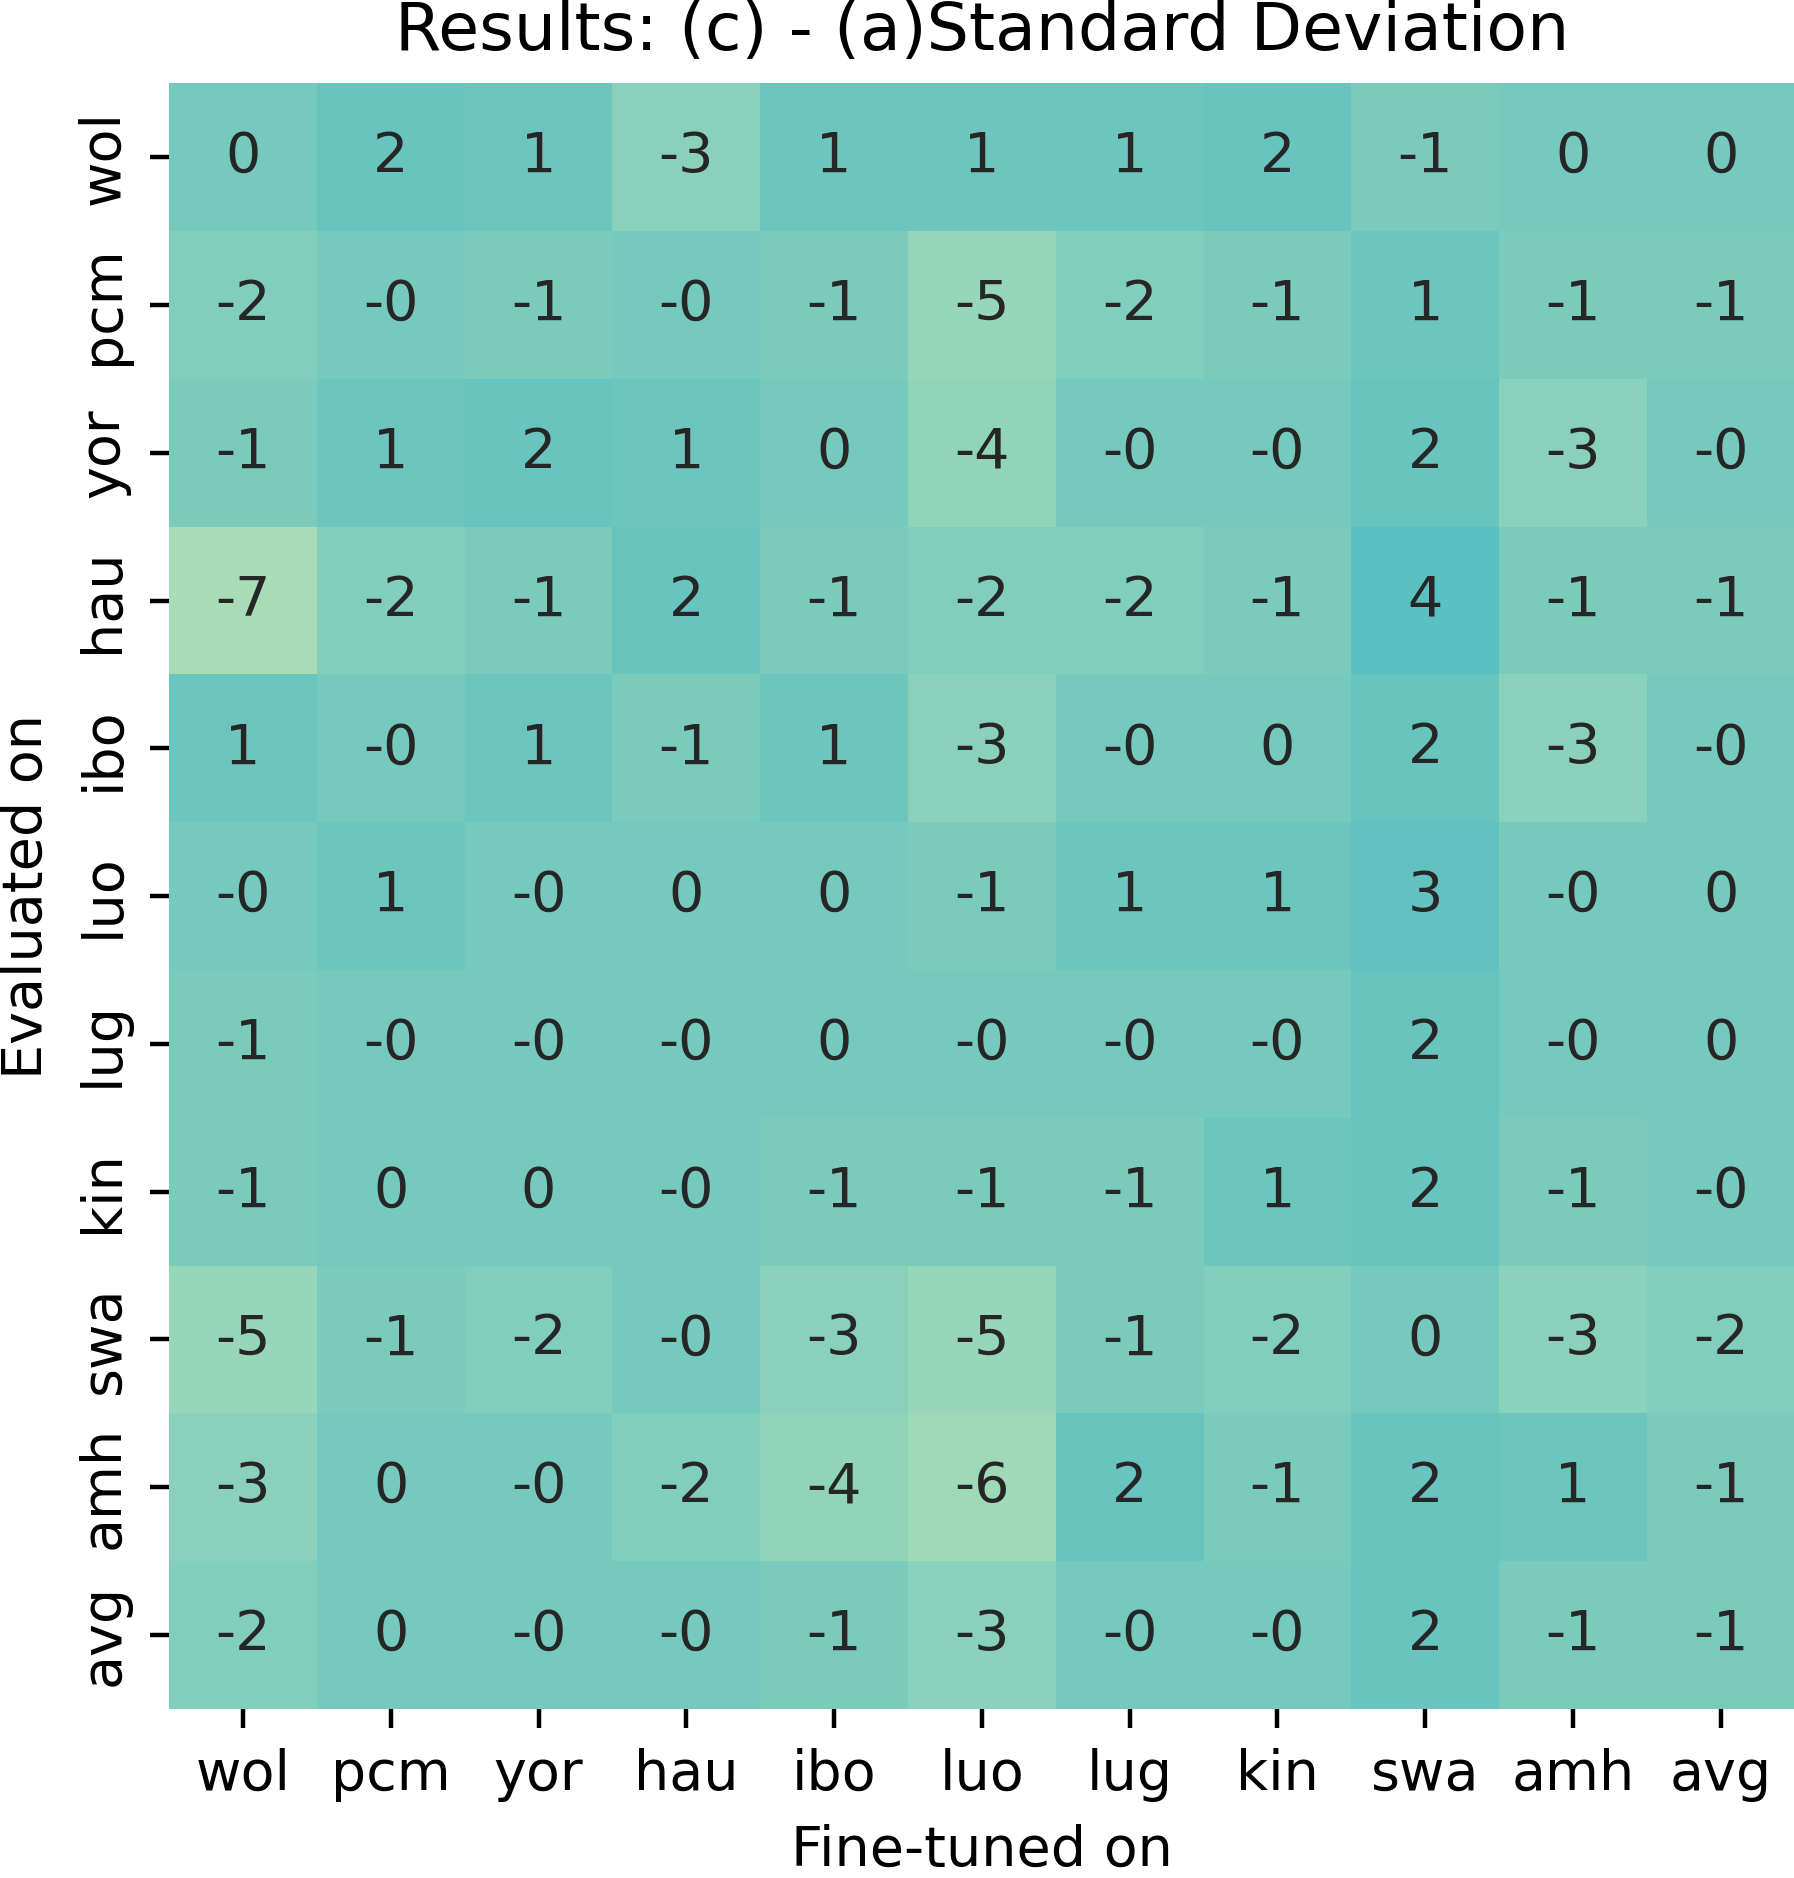 Results: (c) - (a)Standard Deviation
Evaluated on
wol 0 2 1 -3 1 1 1 2 -1 0 0
pcm -2 -0 -1 -0 -1 -5 -2 -1 1 -1 -1
yor -1 1 2 1 0 -4 -0 -0 2 -3 -0
hau -7 -2 -1 2 -1 -2 -2 -1 4 -1 -1
ibo 1 -0 1 -1 1 -3 -0 0 2 -3 -0
luo -0 1 -0 0 0 -1 1 1 3 -0 0
lug -1 -0 -0 -0 0 -0 -0 -0 2 -0 0
kin -1 0 0 -0 -1 -1 -1 1 2 -1 -0
swa -5 -1 -2 -0 -3 -5 -1 -2 0 -3 -2
amh -3 0 -0 -2 -4 -6 2 -1 2 1 -1
avg -2 0 -0 -0 -1 -3 -0 -0 2 -1 -1
wol pcm yor hau ibo luo lug kin swa amh avg
Fine-tuned on